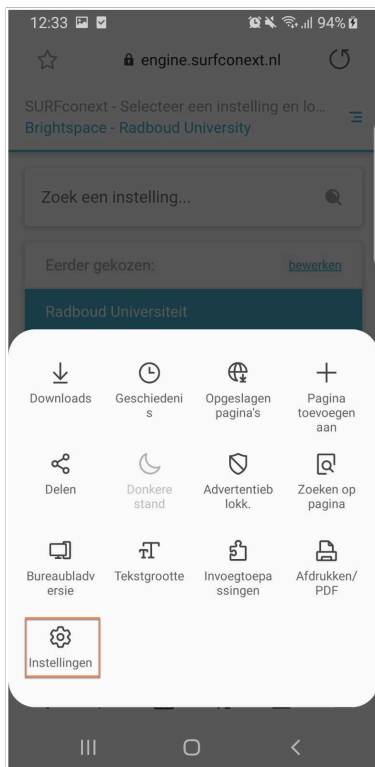 12:33 94%
engine.surfconext.nl
SURFconext - Selecteer een instelling en lo...
Brightspace - Radboud University
Zoek een instelling...
Eerder gekozen: bewerken
Radboud Universiteit
Downloads Geschiedeni Opgeslagen Pagina
s pagina's toevoegen
aan
Delen Donkere Advertentieb Zoeken op
stand lokk. pagina
Bureaubladv Tekstgrootte Invoegtoepa Afdrukken/
ersie ssingen PDF
Instellingen